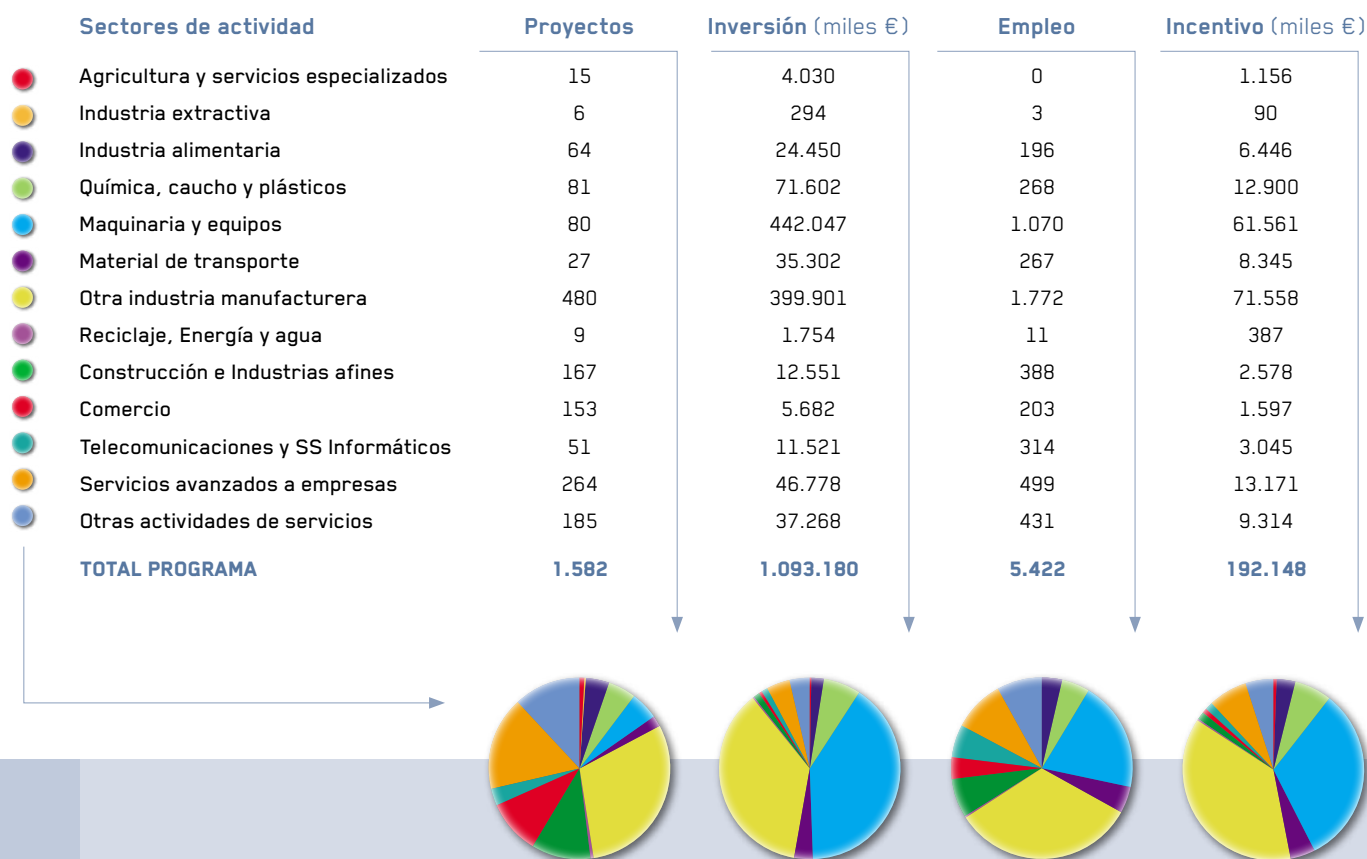 Sectores de actividad Proyectos Inversión (miles €) Empleo Incentivo (miles €)
Agricultura y servicios especializados 15 4.030 0 1.156
Industria extractiva 6 294 3 90
Industria alimentaria 64 24.450 196 6.446
Química, caucho y plásticos 81 71.602 268 12.900
Maquinaria y equipos 80 442.047 1.070 61.561
Material de transporte 27 35.302 267 8.345
Otra industria manufacturera 480 399.901 1.772 71.558
Reciclaje, Energía y agua 9 1.754 11 387
Construcción e Industrias afines 167 12.551 388 2.578
Comercio 153 5.682 203 1.597
Telecomunicaciones y SS Informáticos 51 11.521 314 3.045
Servicios avanzados a empresas 264 46.778 499 13.171
Otras actividades de servicios 185 37.268 431 9.314
TOTAL PROGRAMA 1.582 1.093.180 5.422 192.148